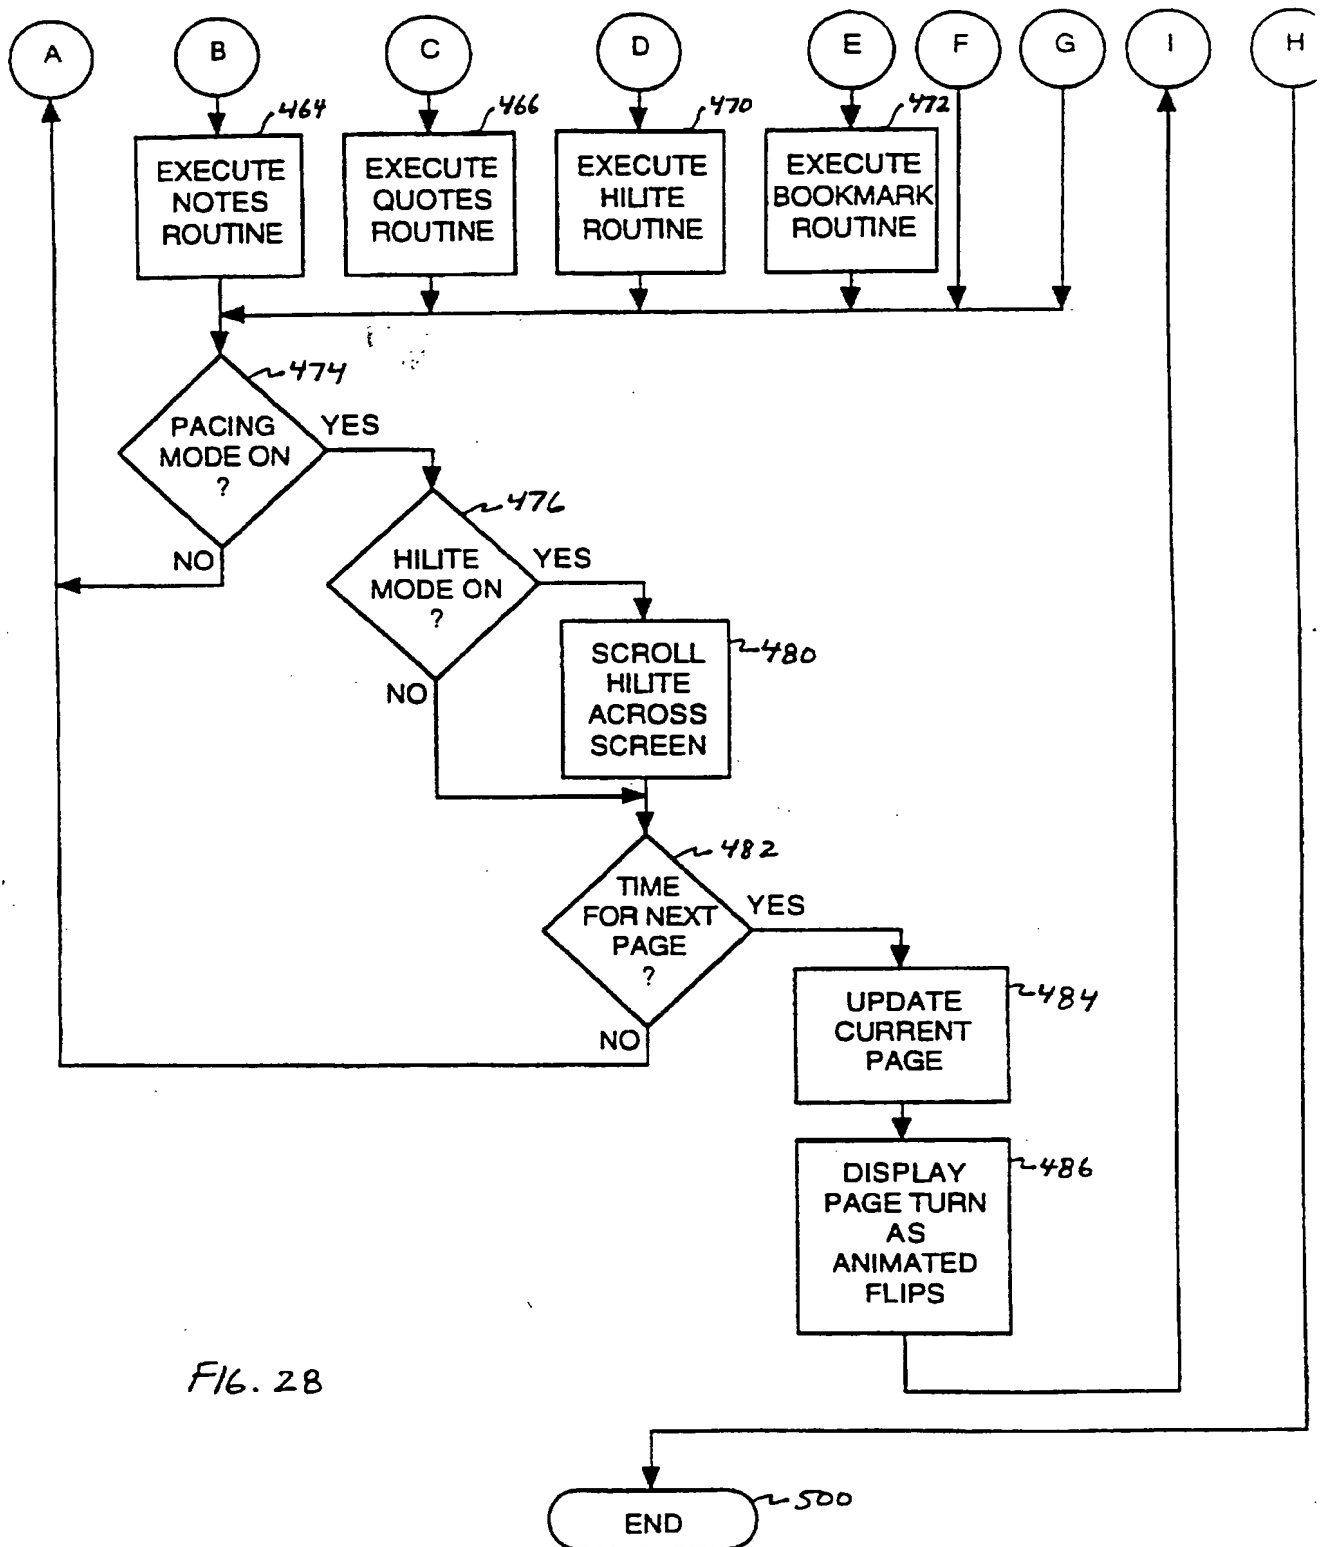 A B C D E F G I H
464 466 470 472
EXECUTE
NOTES
ROUTINE
EXECUTE
QUOTES
ROUTINE
EXECUTE
HILITE
ROUTINE
EXECUTE
BOOKMARK
ROUTINE
474
PACING
MODE ON
?
YES
NO
476
HILITE
MODE ON
?
YES
NO
480
SCROLL
HILITE
ACROSS
SCREEN
482
TIME
FOR NEXT
PAGE
?
YES
NO
484
UPDATE
CURRENT
PAGE
486
DISPLAY
PAGE TURN
AS
ANIMATED
FLIPS
FIG. 28
500
END